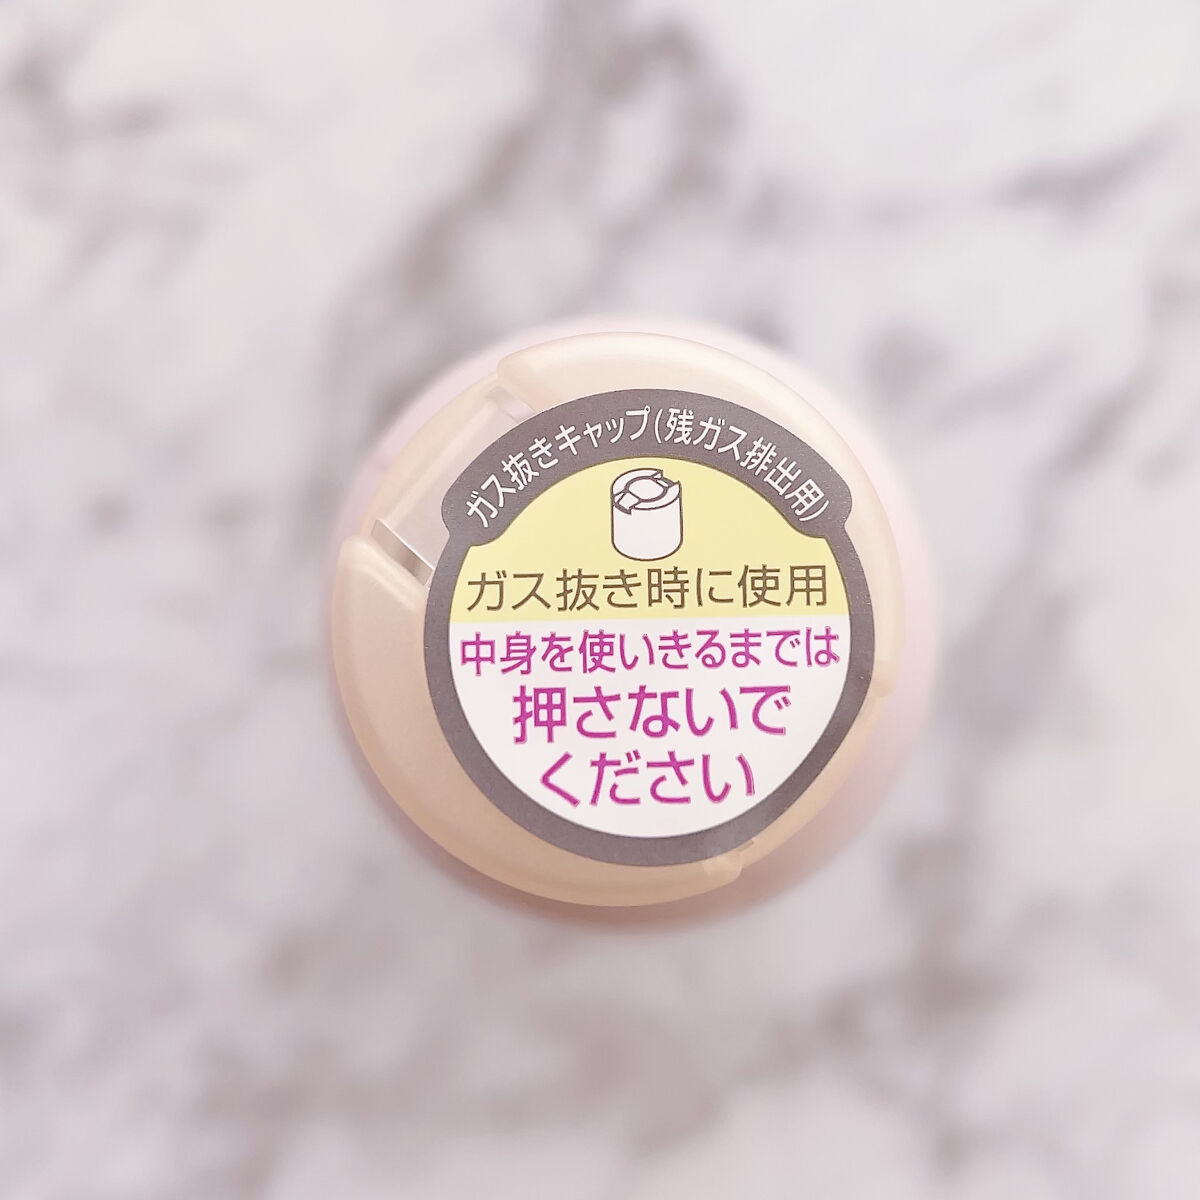 ガス抜きキャップ(残ガス排出用)
ガス抜き時に使用
中身を使いきるまでは
押さないで
ください